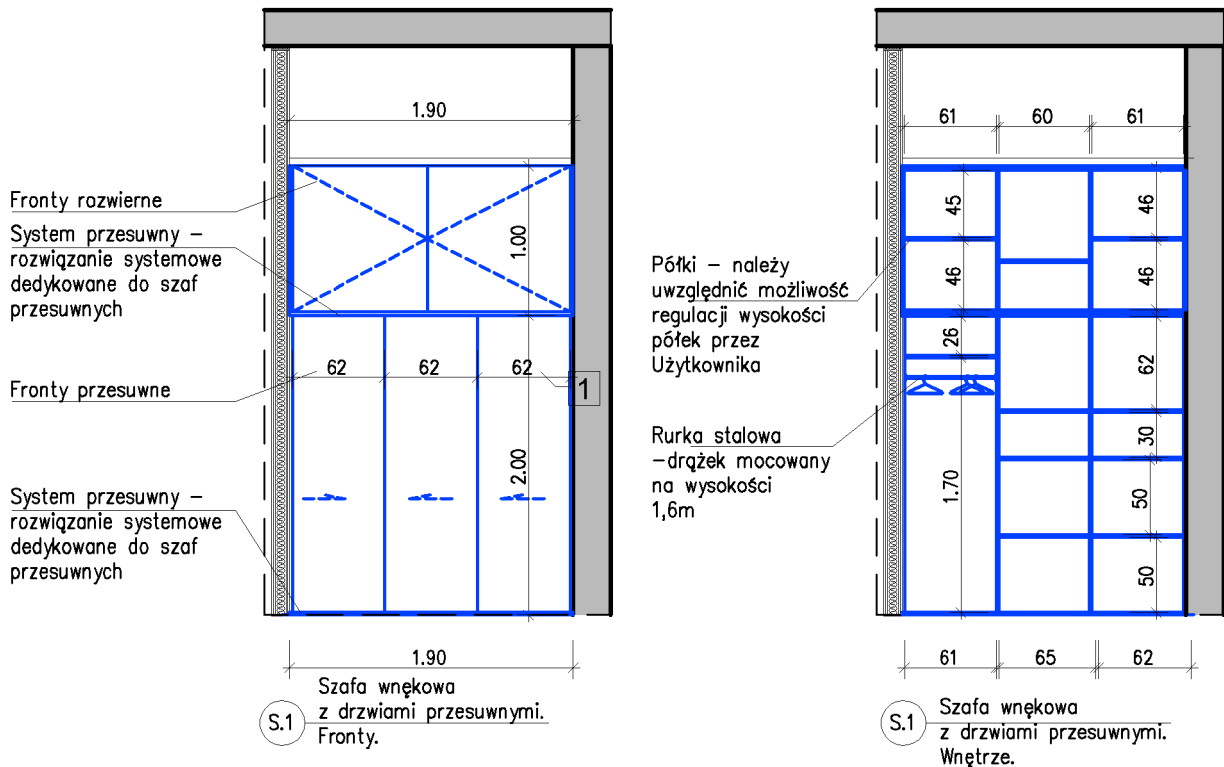 1.90
Fronty rozwierne
System przesuwny –
rozwiązanie systemowe
dedykowane do szaf
przesuwnych
1.00
Fronty przesuwne
62 62 62
1
2.00
System przesuwny –
rozwiązanie systemowe
dedykowane do szaf
przesuwnych
1.90
S.1
Szafa wnękowa
z drzwiami przesuwnymi.
Fronty.
61 60 61
45
46
46
46
Półki – należy
uwzględnić możliwość
regulacji wysokości
półek przez
Użytkownika
26
62
30
Rurka stalowa
–drążek mocowany
na wysokości
1,6m
1.70
50
50
61 65 62
S.1
Szafa wnękowa
z drzwiami przesuwnymi.
Wnętrze.